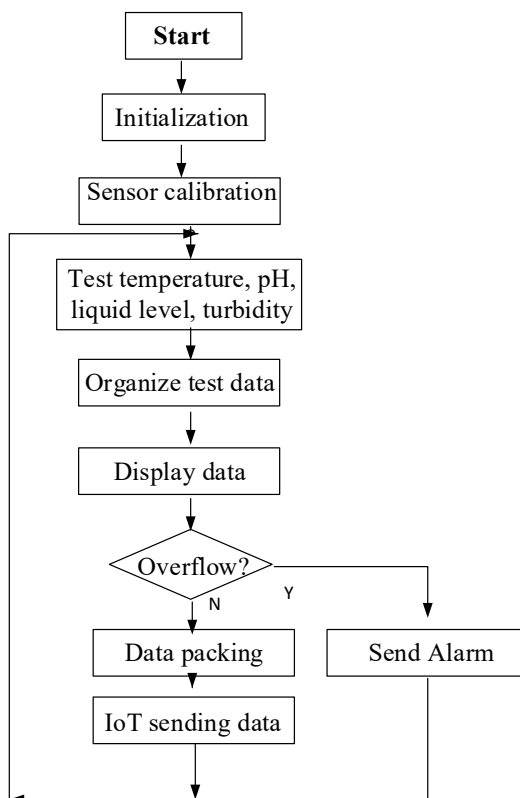 Start
Initialization
Sensor calibration
Test temperature, pH,
liquid level, turbidity
Organize test data
Display data
Overflow?
N
Y
Data packing
Send Alarm
IoT sending data